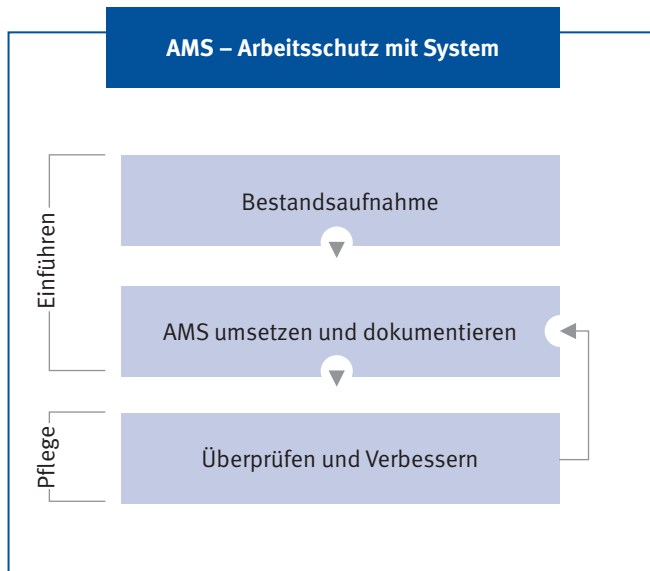 AMS – Arbeitsschutz mit System
Einführen
Bestandsaufnahme
AMS umsetzen und dokumentieren
Pflege
Überprüfen und Verbessern